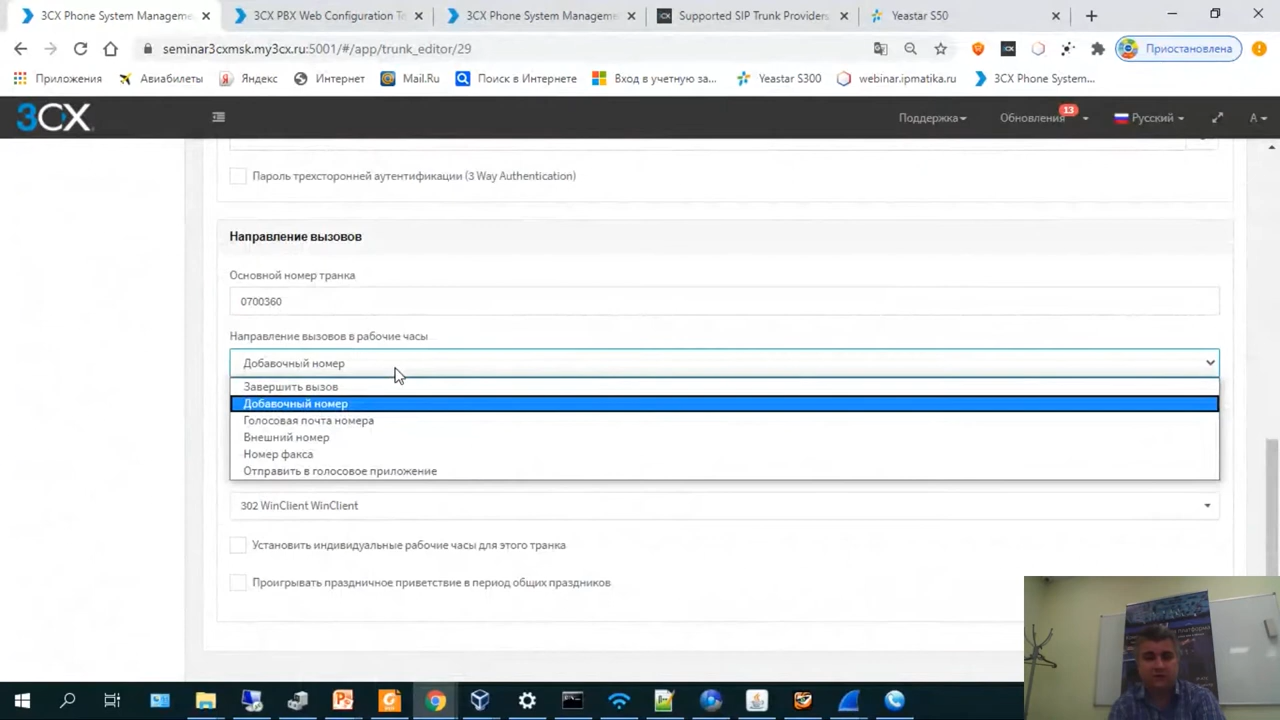 3CX Phone System Manageme
3CX PBX Web Configuration To
3CX Phone System Manageme
Supported SIP Trunk Providers
Yeastar S50
seminar3cxmsk.my3cx.ru:5001/#/app/trunk_editor/29
Приостановлена
Приложения
Авиабилеты
Яндекс
Интернет
Mail.Ru
Поиск в Интернете
Вход в учетную за...
Yeastar S300
webinar.ipmatika.ru
3CX Phone System...
3CX
Поддержка
Обновления 13
Русский
A
Пароль трехсторонней аутентификации (3 Way Authentication)
Направление вызовов
Основной номер транка
0700360
Направление вызовов в рабочие часы
Добавочный номер
Завершить вызов
Добавочный номер
Голосовая почта номера
Внешний номер
Номер факса
Отправить в голосовое приложение
302 WinClient WinClient
Установить индивидуальные рабочие часы для этого транка
Проигрывать праздничное приветствие в период общих праздников